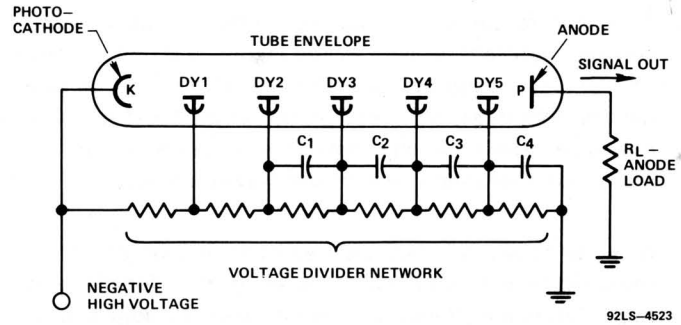 PHOTO–
CATHODE
TUBE ENVELOPE
ANODE
SIGNAL OUT
K
DY1
DY2
DY3
DY4
DY5
P
C1
C2
C3
C4
RL –
ANODE
LOAD
VOLTAGE DIVIDER NETWORK
NEGATIVE
HIGH VOLTAGE
92LS–4523